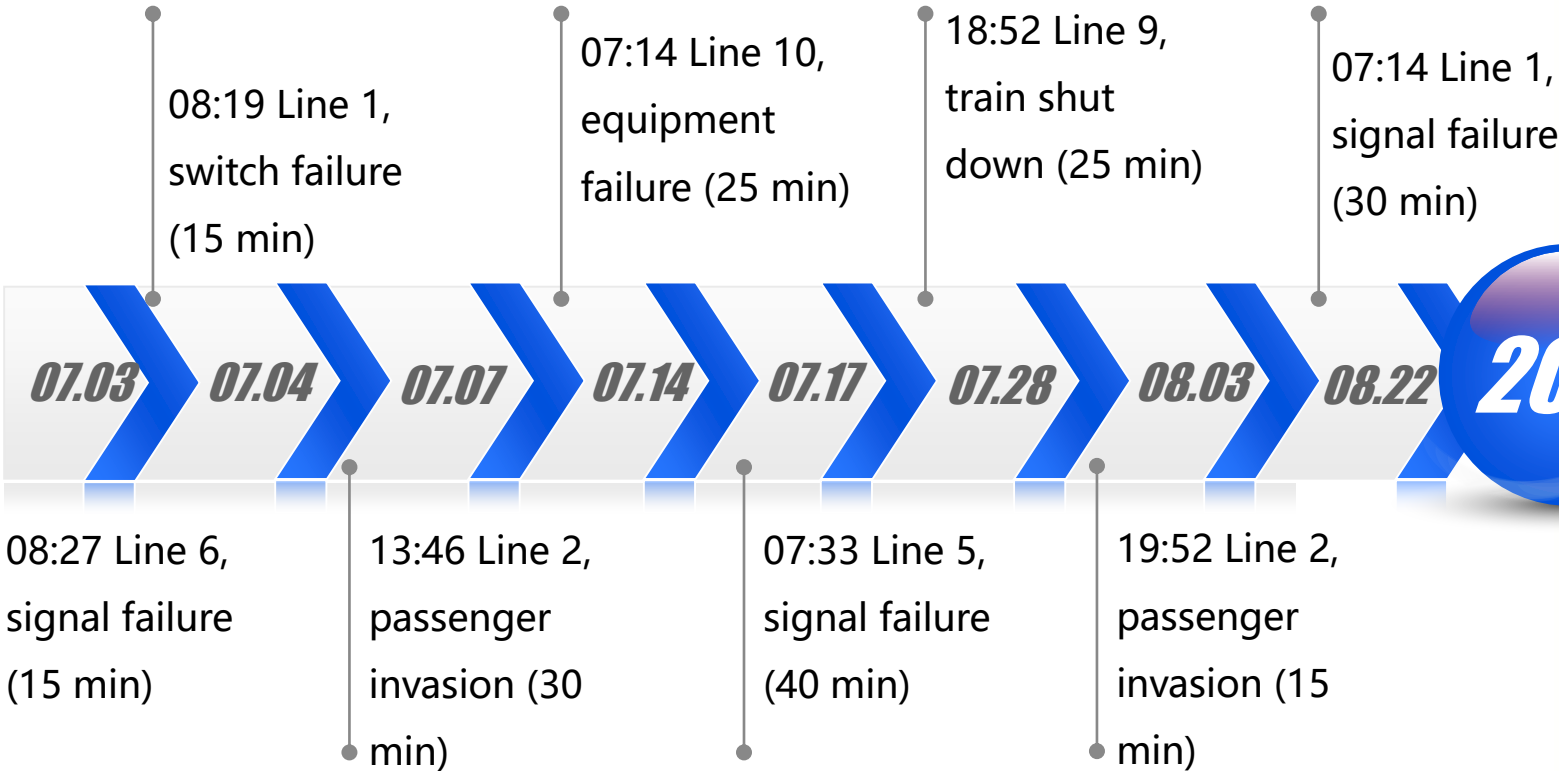 08:19 Line 1,
switch failure
(15 min)
07:14 Line 10,
equipment
failure (25 min)
18:52 Line 9,
train shut
down (25 min)
07:14 Line 1,
signal failure
(30 min)
07.03
07.04
07.07
07.14
07.17
07.28
08.03
08.22
20
08:27 Line 6,
signal failure
(15 min)
13:46 Line 2,
passenger
invasion (30
min)
07:33 Line 5,
signal failure
(40 min)
19:52 Line 2,
passenger
invasion (15
min)